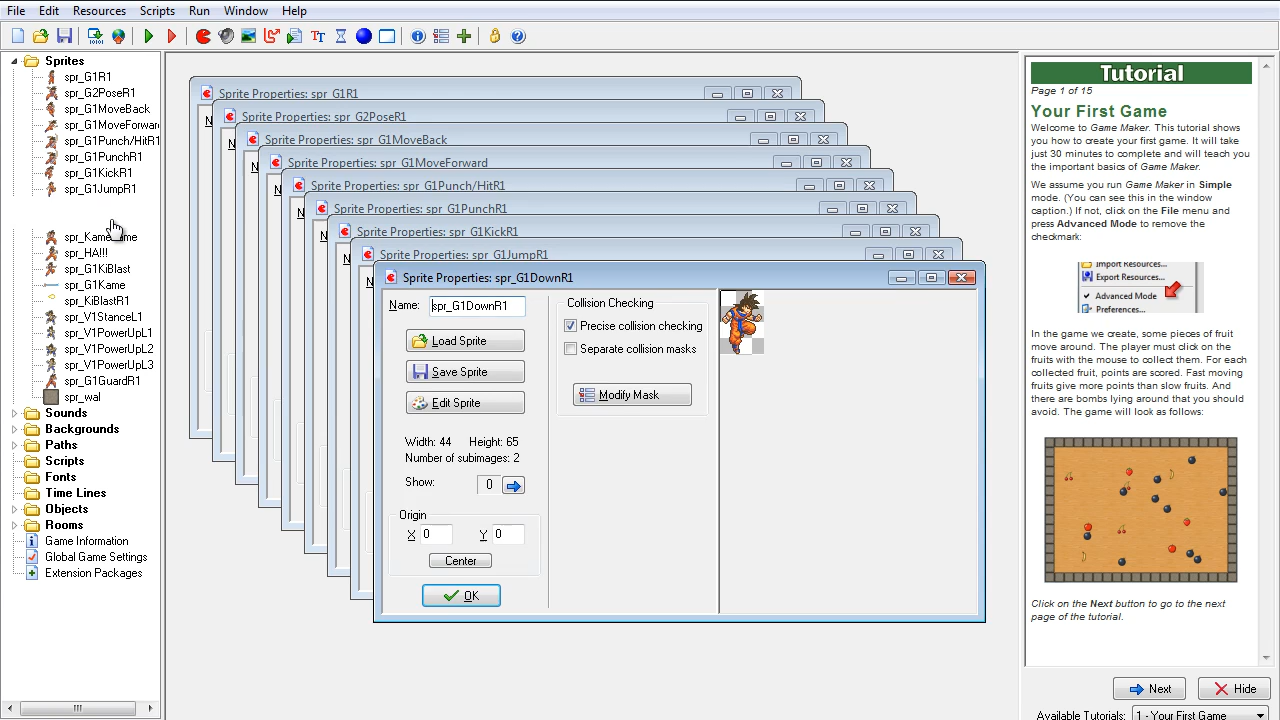 File Edit Resources Scripts Run Window Help
Sprites
spr_G1R1
spr_G2PoseR1
spr_G1MoveBack
spr_G1MoveForwar
spr_G1Punch/HitR1
spr_G1PunchR1
spr_G1KickR1
spr_G1JumpR1
spr_HA!!!
spr_G1KiBlast
spr_G1Kame
spr_KiBlastR1
spr_V1StanceL1
spr_V1PowerUpL1
spr_V1PowerUpL2
spr_V1PowerUpL3
spr_G1GuardR1
spr_wal
Sounds
Backgrounds
Paths
Scripts
Fonts
Time Lines
Objects
Rooms
Game Information
Global Game Settings
Extension Packages
Sprite Properties: spr_G1R1
Sprite Properties: spr_G2PoseR1
Sprite Properties: spr_G1MoveBack
Sprite Properties: spr_G1MoveForward
Sprite Properties: spr_G1Punch/HitR1
Sprite Properties: spr_G1PunchR1
Sprite Properties: spr_G1KickR1
Sprite Properties: spr_G1JumpR1
Sprite Properties: spr_G1DownR1
Name: spr_G1DownR1
Load Sprite
Save Sprite
Edit Sprite
Width: 44 Height: 65
Number of subimages: 2
Show: 0
Origin
X 0 Y 0
Center
OK
Collision Checking
Precise collision checking
Separate collision masks
Modify Mask
Tutorial
Page 1 of 15
Your First Game
Welcome to Game Maker. This tutorial shows
you how to create your first game. It will take
just 30 minutes to complete and will teach you
the important basics of Game Maker.
We assume you run Game Maker in Simple
mode. (You can see this in the window
caption.) If not, click on the File menu and
press Advanced Mode to remove the
checkmark:
Import Resources...
Export Resources...
Advanced Mode
Preferences...
In the game we create, some pieces of fruit
move around. The player must click on the
fruits with the mouse to collect them. For each
collected fruit, points are scored. Fast moving
fruits give more points than slow fruits. And
there are bombs lying around that you should
avoid. The game will look as follows:
Click on the Next button to go to the next
page of the tutorial.
Next Hide
Available Tutorials: 1 - Your First Game